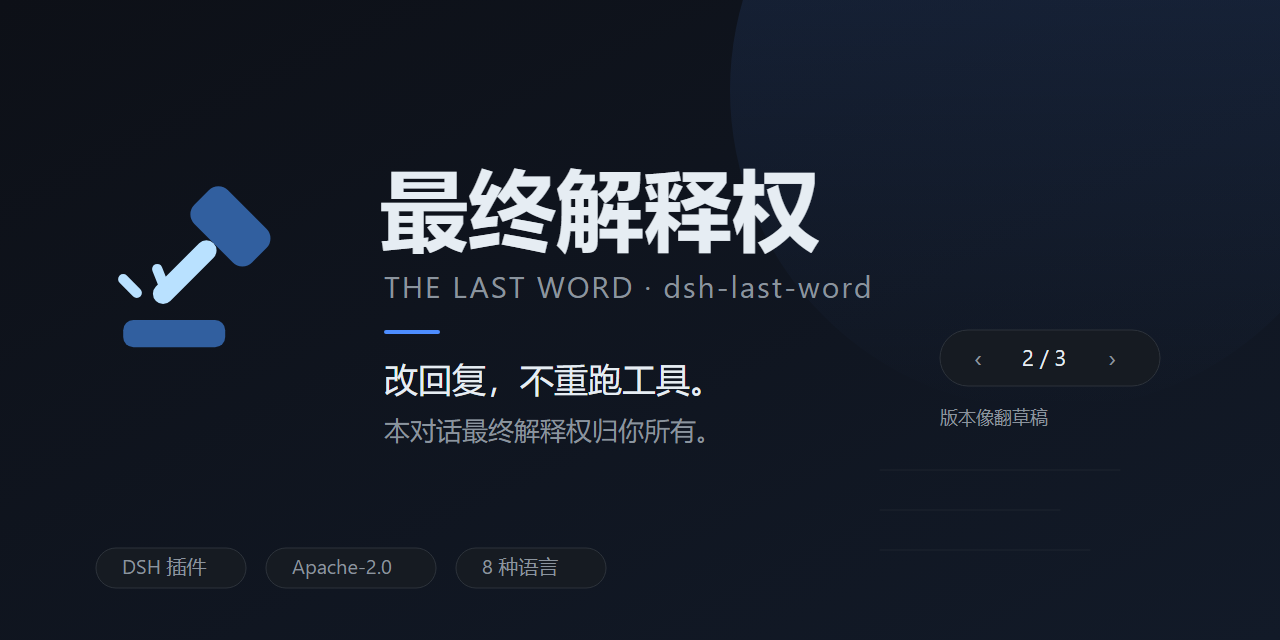 最终解释权
THE LAST WORD · dsh-last-word
改回复，不重跑工具。
本对话最终解释权归你所有。
‹ 2 / 3 ›
版本像翻草稿
DSH 插件
Apache-2.0
8 种语言